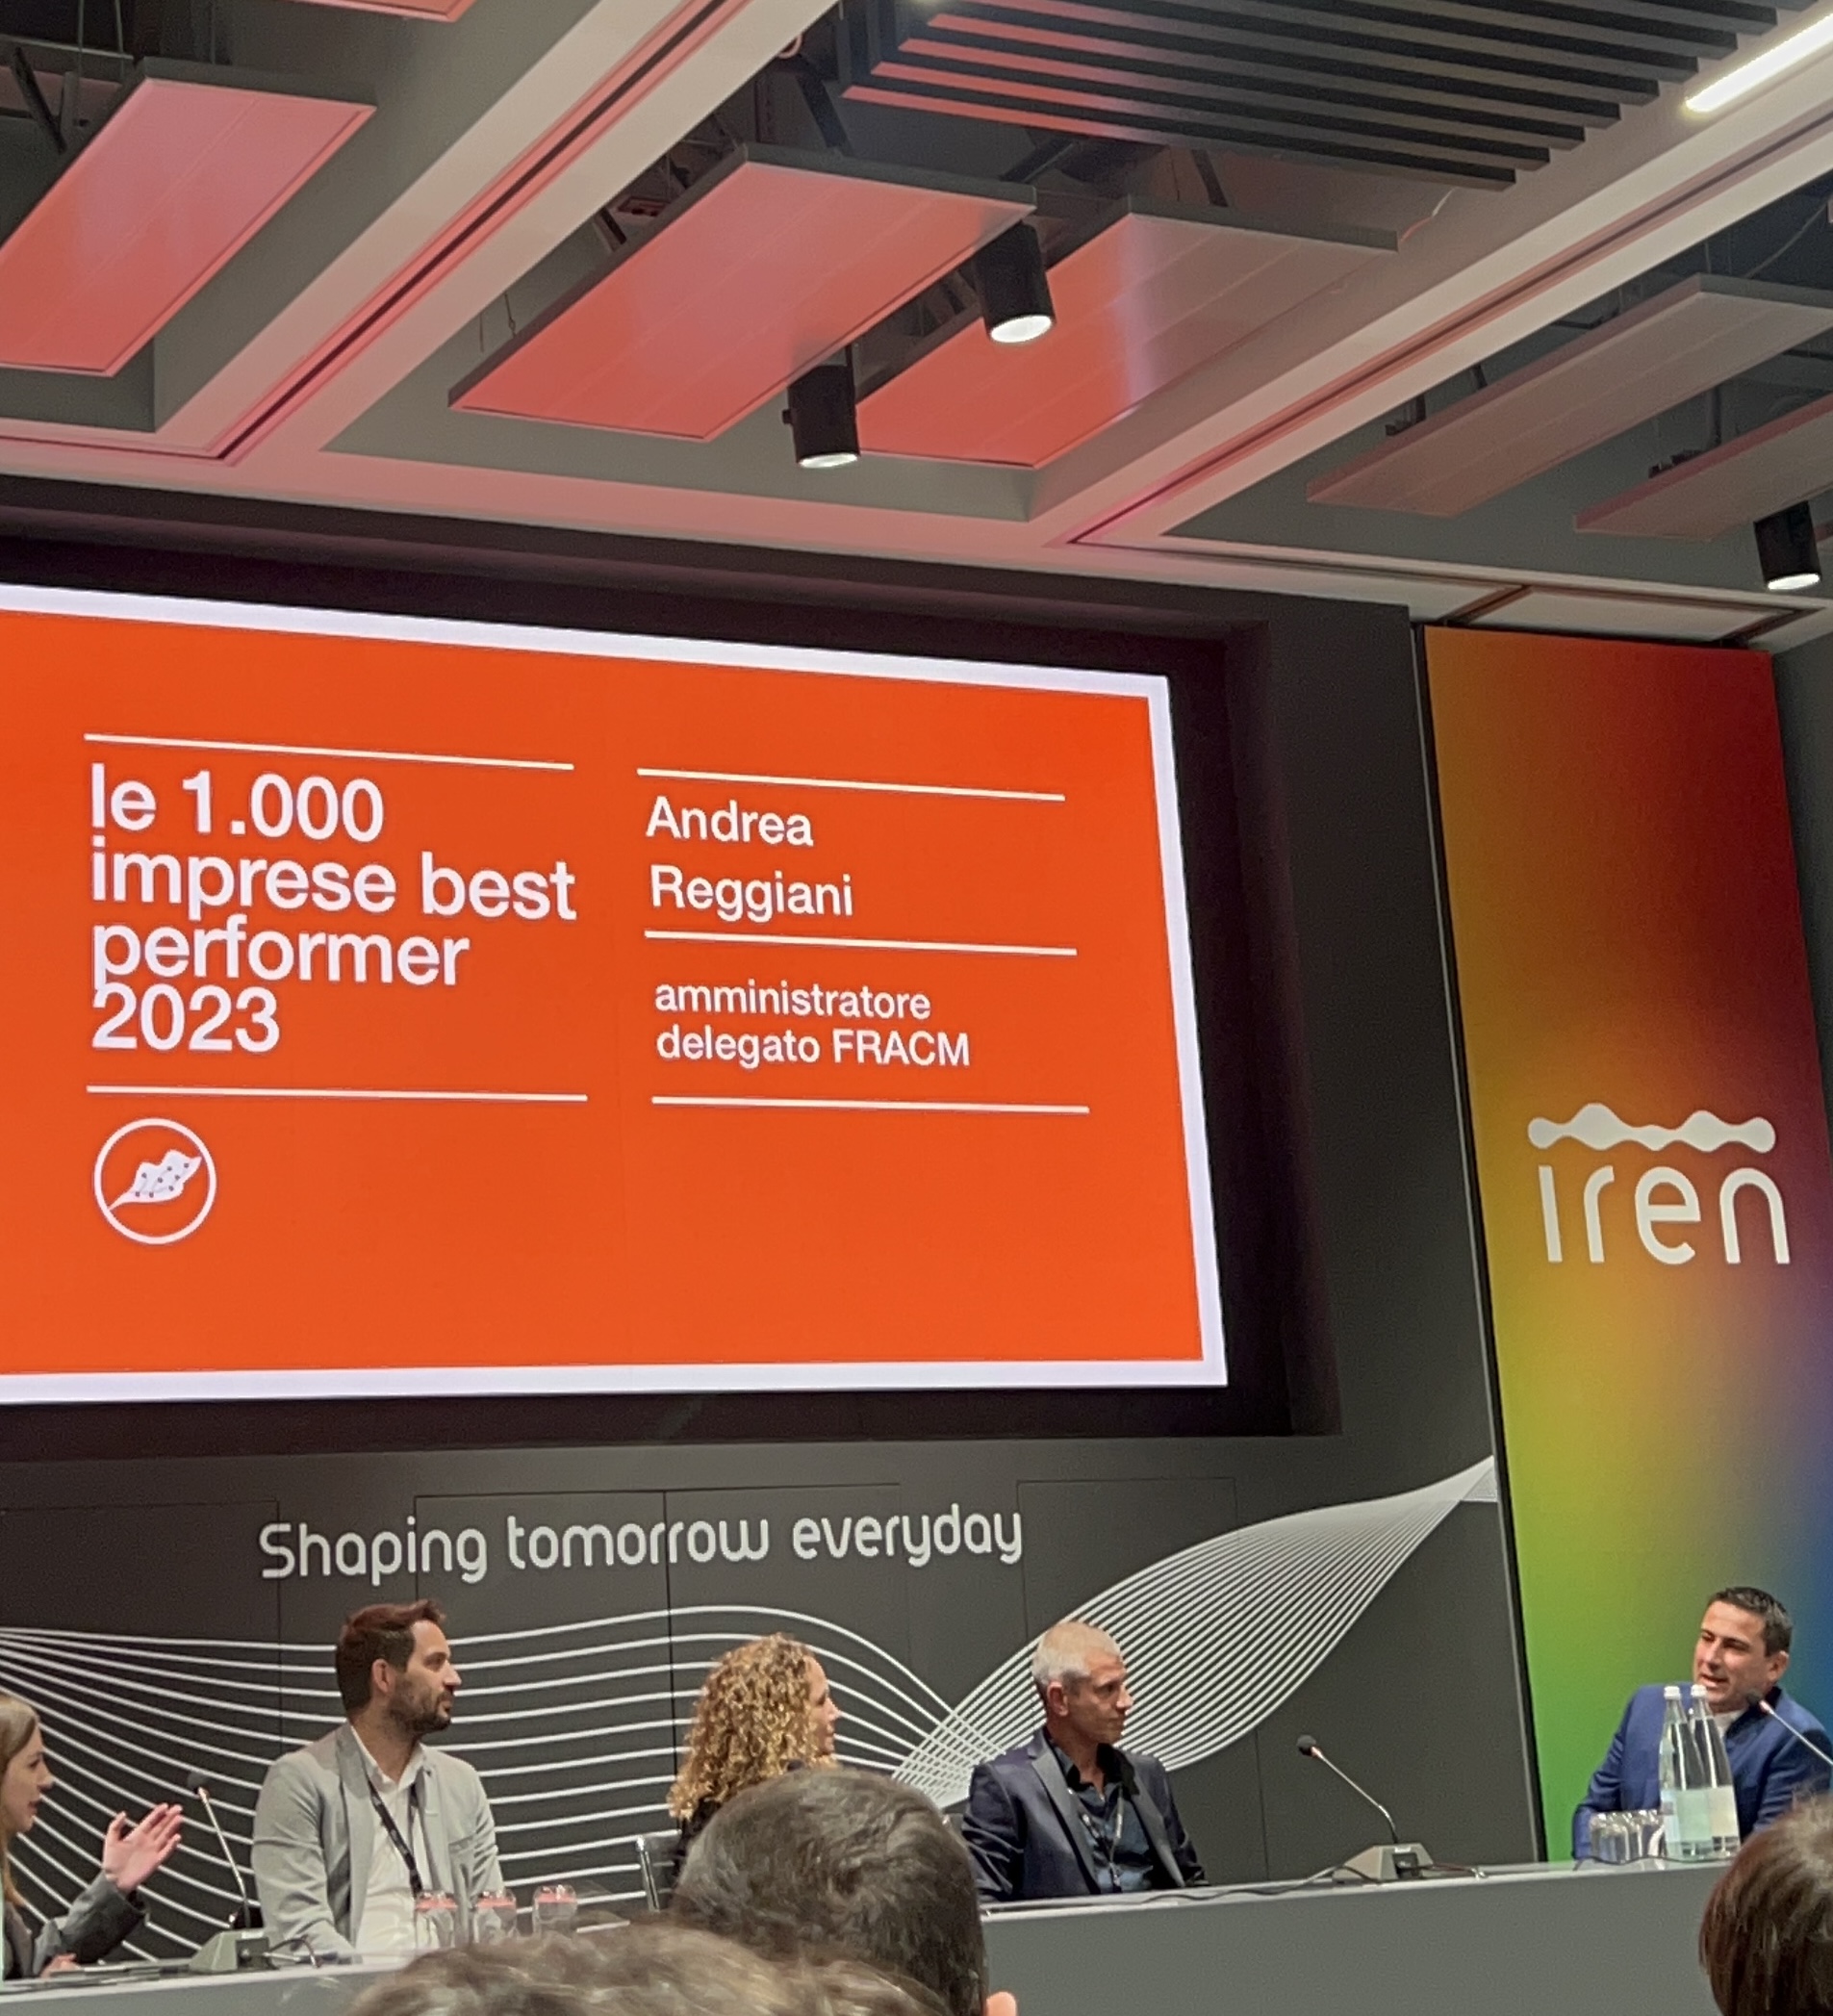 le 1.000
imprese best
performer
2023
Andrea
Reggiani
amministratore
delegato FRACM
iren
Shaping tomorrow everyday